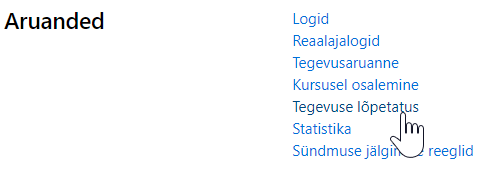 Aruanded
Logid
Reaalajalogid
Tegevusaruanne
Kursusel osalemine
Tegevuse lõpetatus
Statistika
Sündmuse reeglid